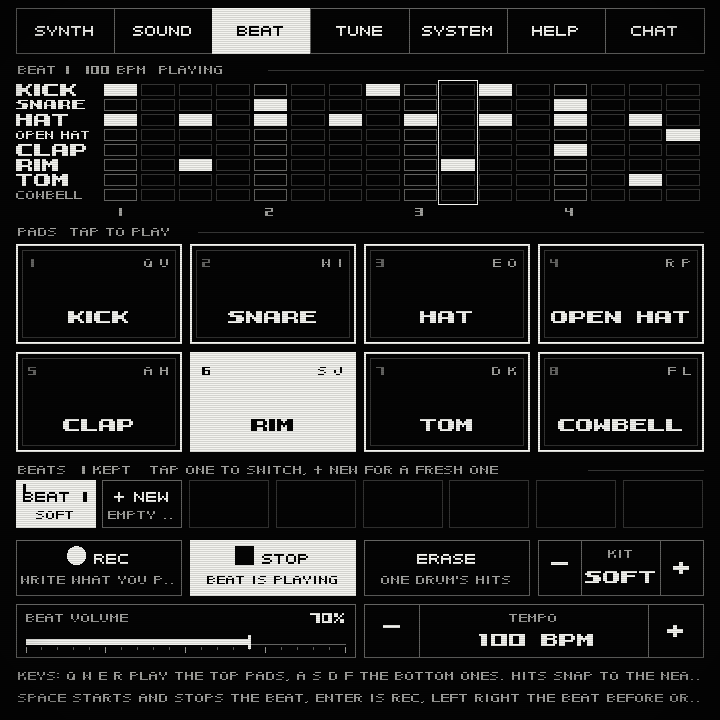 SYNTH SOUND BEAT TUNE SYSTEM HELP CHAT
BEAT 1 100 BPM PLAYING
KICK
SNARE
HAT
OPEN HAT
CLAP
RIM
TOM
COWBELL
1 2 3 4
PADS TAP TO PLAY
1 Q U 2 W I 3 E O 4 R P
KICK SNARE HAT OPEN HAT
5 A H 6 S J 7 D K 8 F L
CLAP RIM TOM COWBELL
BEATS 1 KEPT TAP ONE TO SWITCH, + NEW FOR A FRESH ONE
BEAT 1 + NEW
SOFT EMPTY ..
REC STOP ERASE KIT
WRITE WHAT YOU P.. BEAT IS PLAYING ONE DRUM'S HITS − SOFT +
BEAT VOLUME 70% TEMPO
− 100 BPM +
KEYS: Q W E R PLAY THE TOP PADS, A S D F THE BOTTOM ONES. HITS SNAP TO THE NEA..
SPACE STARTS AND STOPS THE BEAT, ENTER IS REC, LEFT RIGHT THE BEAT BEFORE OR..